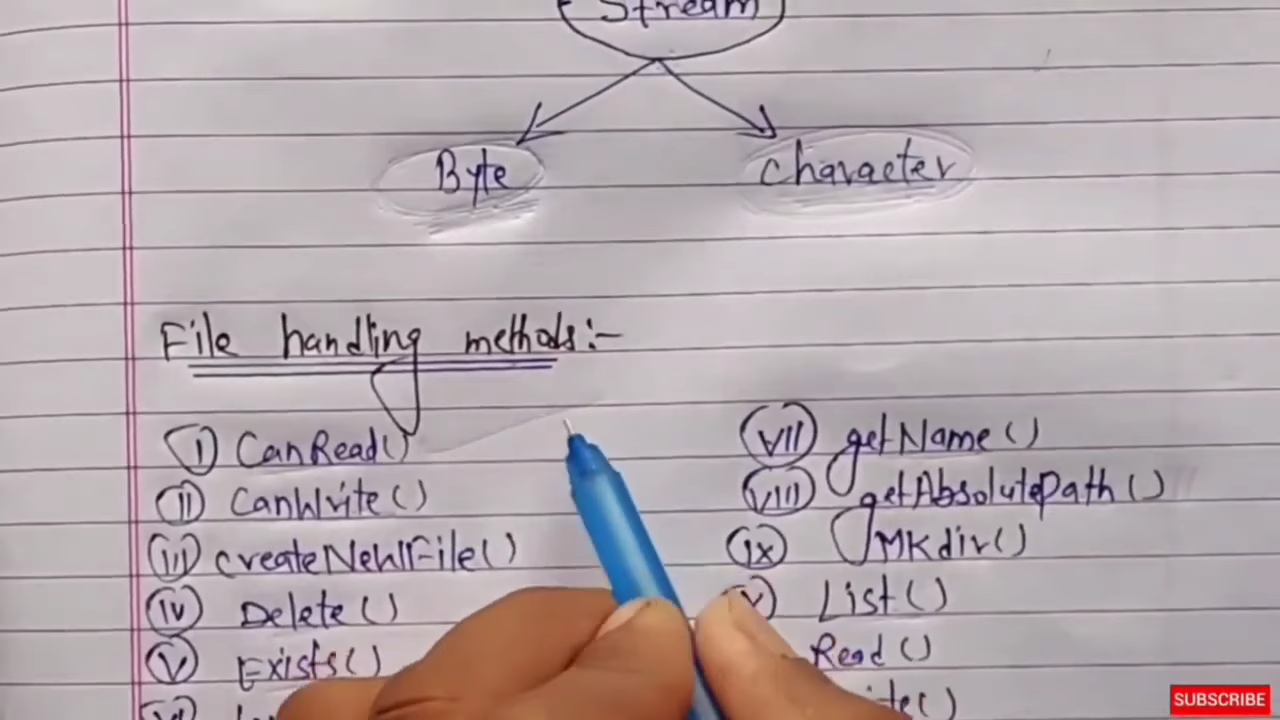 Stream
Byte
Character
File handling methods:-
i) CanRead()
ii) CanWrite()
iii) createNewFile()
iv) Delete()
v) Exists()
vi)
vii) getName()
viii) getAbsolutePath()
ix) MKdir()
List()
Read()
SUBSCRIBE